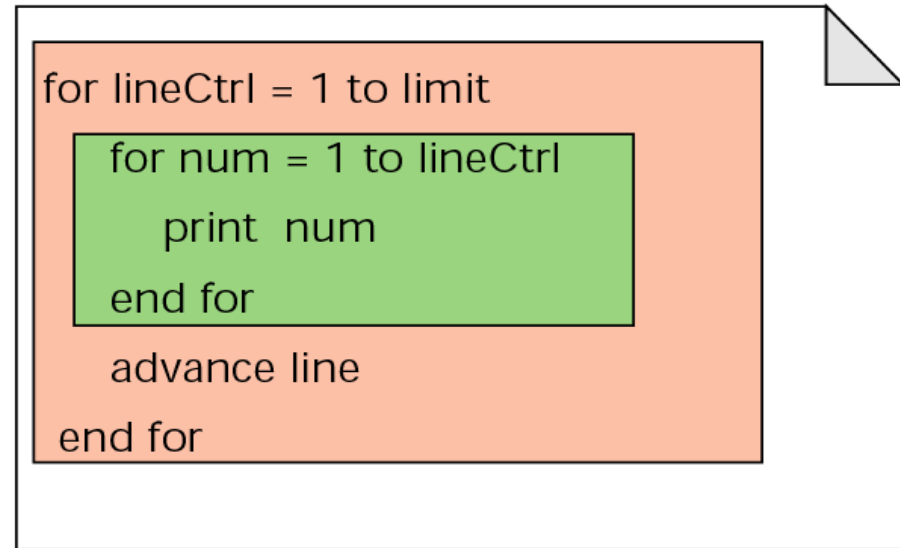 for lineCtrl = 1 to limit
for num = 1 to lineCtrl
print num
end for
advance line
end for